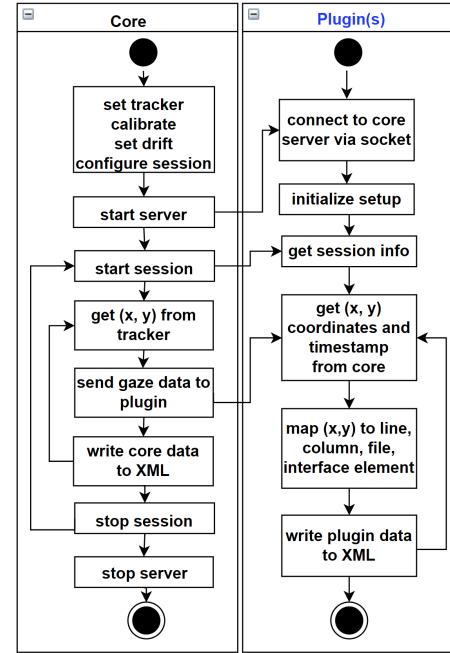 Core
set tracker
calibrate
set drift
configure session
start server
start session
get (x, y) from
tracker
send gaze data to
plugin
write core data
to XML
stop session
stop server
Plugin(s)
connect to core
server via socket
initialize setup
get session info
get (x, y)
coordinates and
timestamp
from core
map (x,y) to line,
column, file,
interface element
write plugin data
to XML